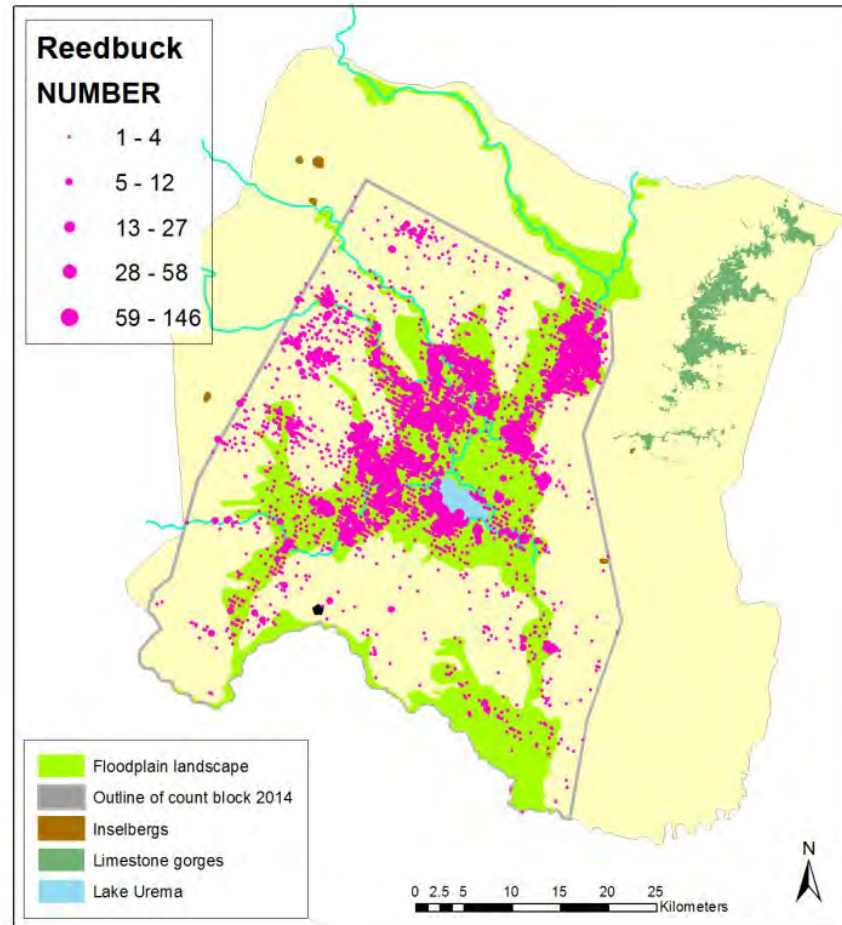 Reedbuck
NUMBER
1 - 4
5 - 12
13 - 27
28 - 58
59 - 146
Floodplain landscape
Outline of count block 2014
Inselbergs
Limestone gorges
Lake Urema
N
0 2.5 5 10 15 20 25
Kilometers